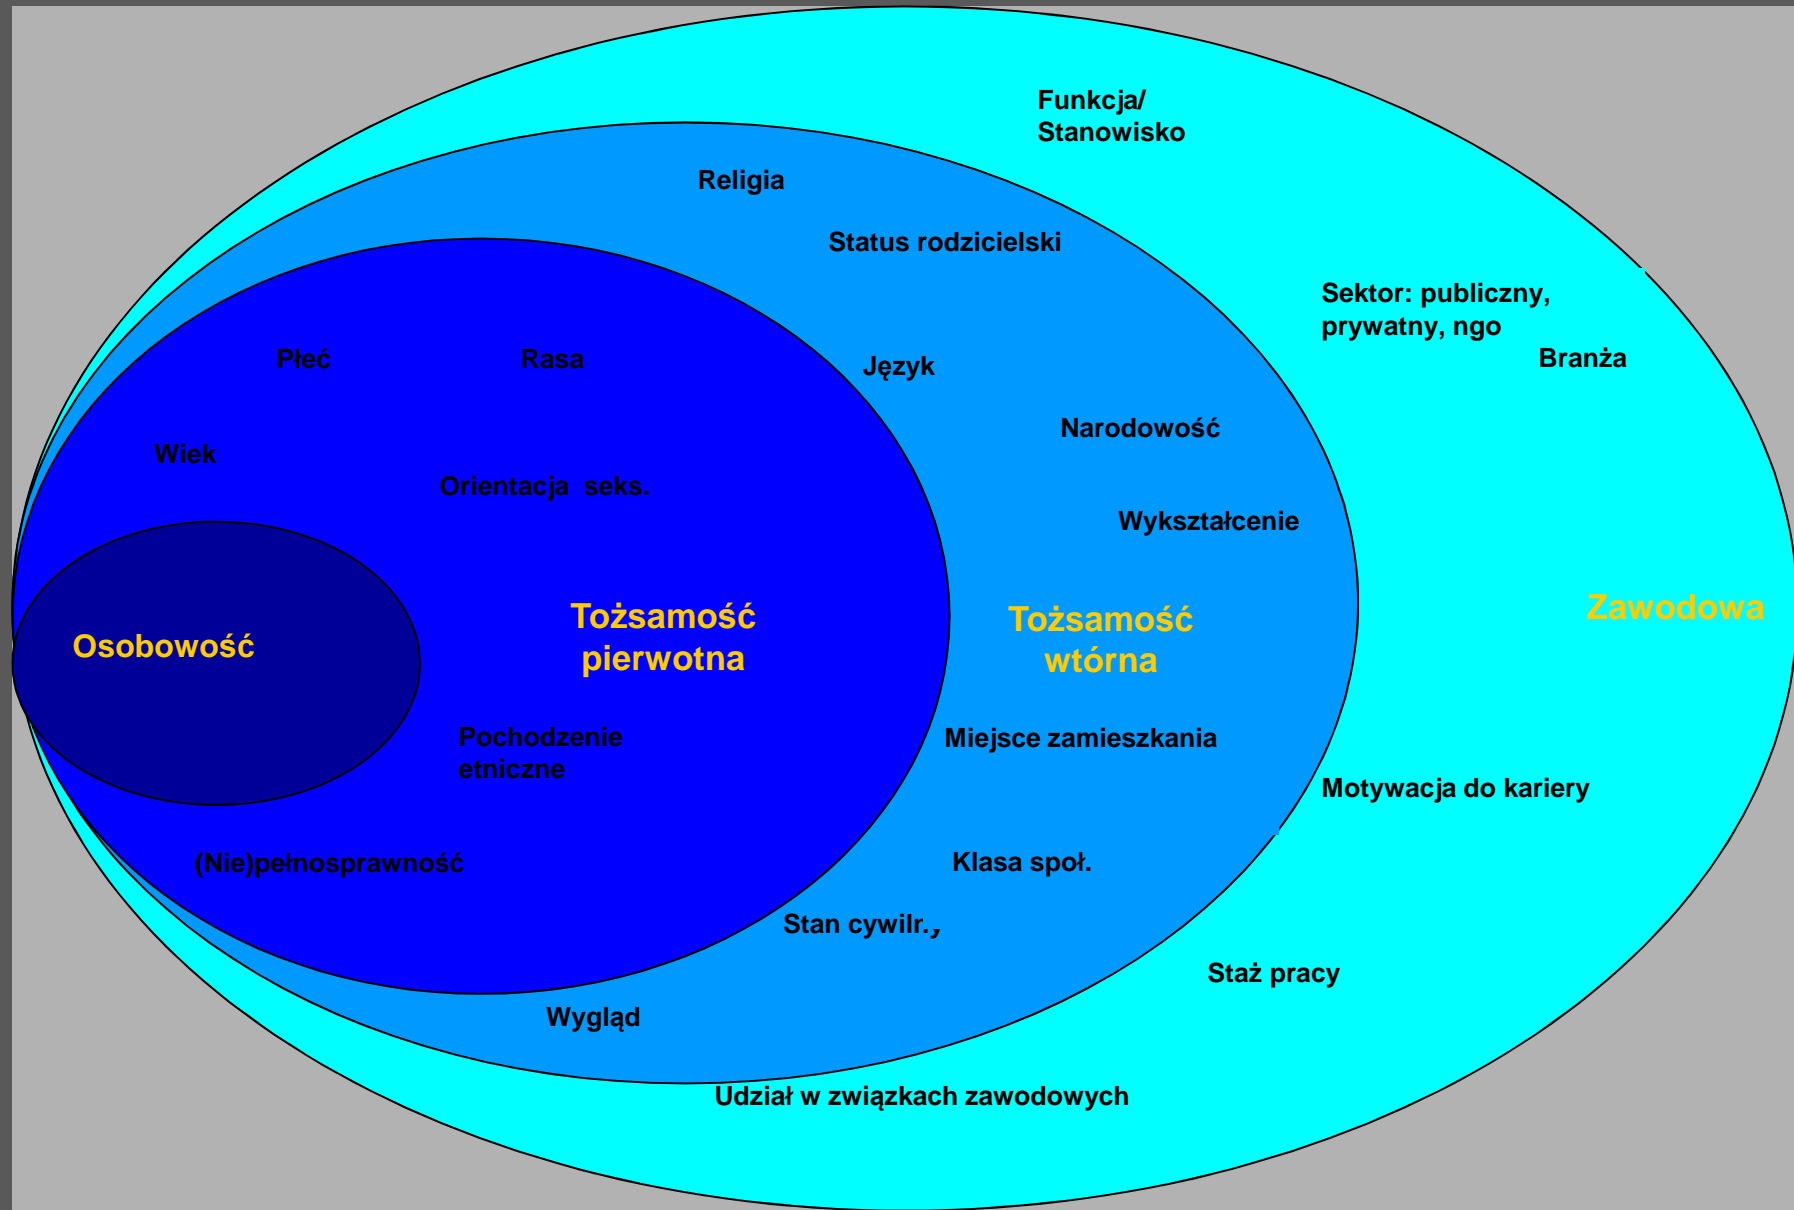 Funkcja/
Stanowisko
Religia
Status rodzicielski
Sektor: publiczny,
prywatny, ngo
Branża
Płeć
Rasa
Język
Narodowość
Wiek
Orientacja seks.
Wykształcenie
Osobowość
Tożsamość
pierwotna
Tożsamość
wtórna
Zawodowa
Pochodzenie
etniczne
Miejsce zamieszkania
Motywacja do kariery
(Nie)pełnosprawność
Klasa społ.
Stan cywilr.,
Staż pracy
Wygląd
Udział w związkach zawodowych